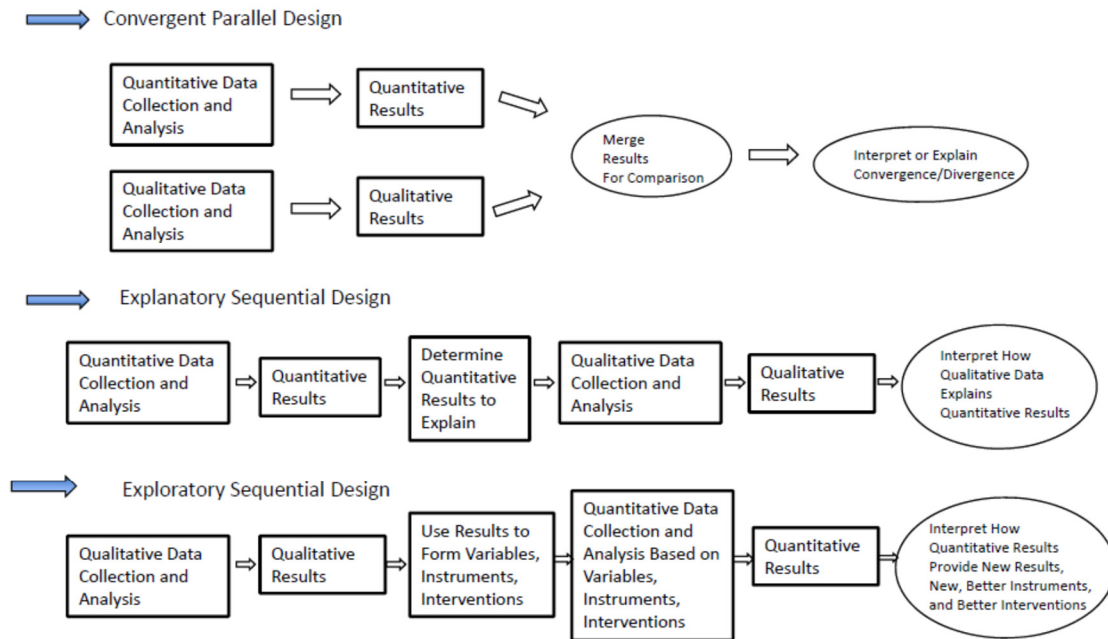 Convergent Parallel Design
Quantitative Data
Collection and
Analysis
Quantitative
Results
Merge
Results
For Comparison
Interpret or Explain
Convergence/Divergence
Qualitative Data
Collection and
Analysis
Qualitative
Results
Explanatory Sequential Design
Quantitative Data
Collection and
Analysis
Quantitative
Results
Determine
Quantitative
Results to
Explain
Qualitative Data
Collection and
Analysis
Qualitative
Results
Interpret How
Qualitative Data
Explains
Quantitative Results
Exploratory Sequential Design
Qualitative Data
Collection and
Analysis
Qualitative
Results
Use Results to
Form Variables,
Instruments,
Interventions
Quantitative Data
Collection and
Analysis Based on
Variables,
Instruments,
Interventions
Quantitative
Results
Interpret How
Quantitative Results
Provide New Results,
New, Better Instruments,
and Better Interventions